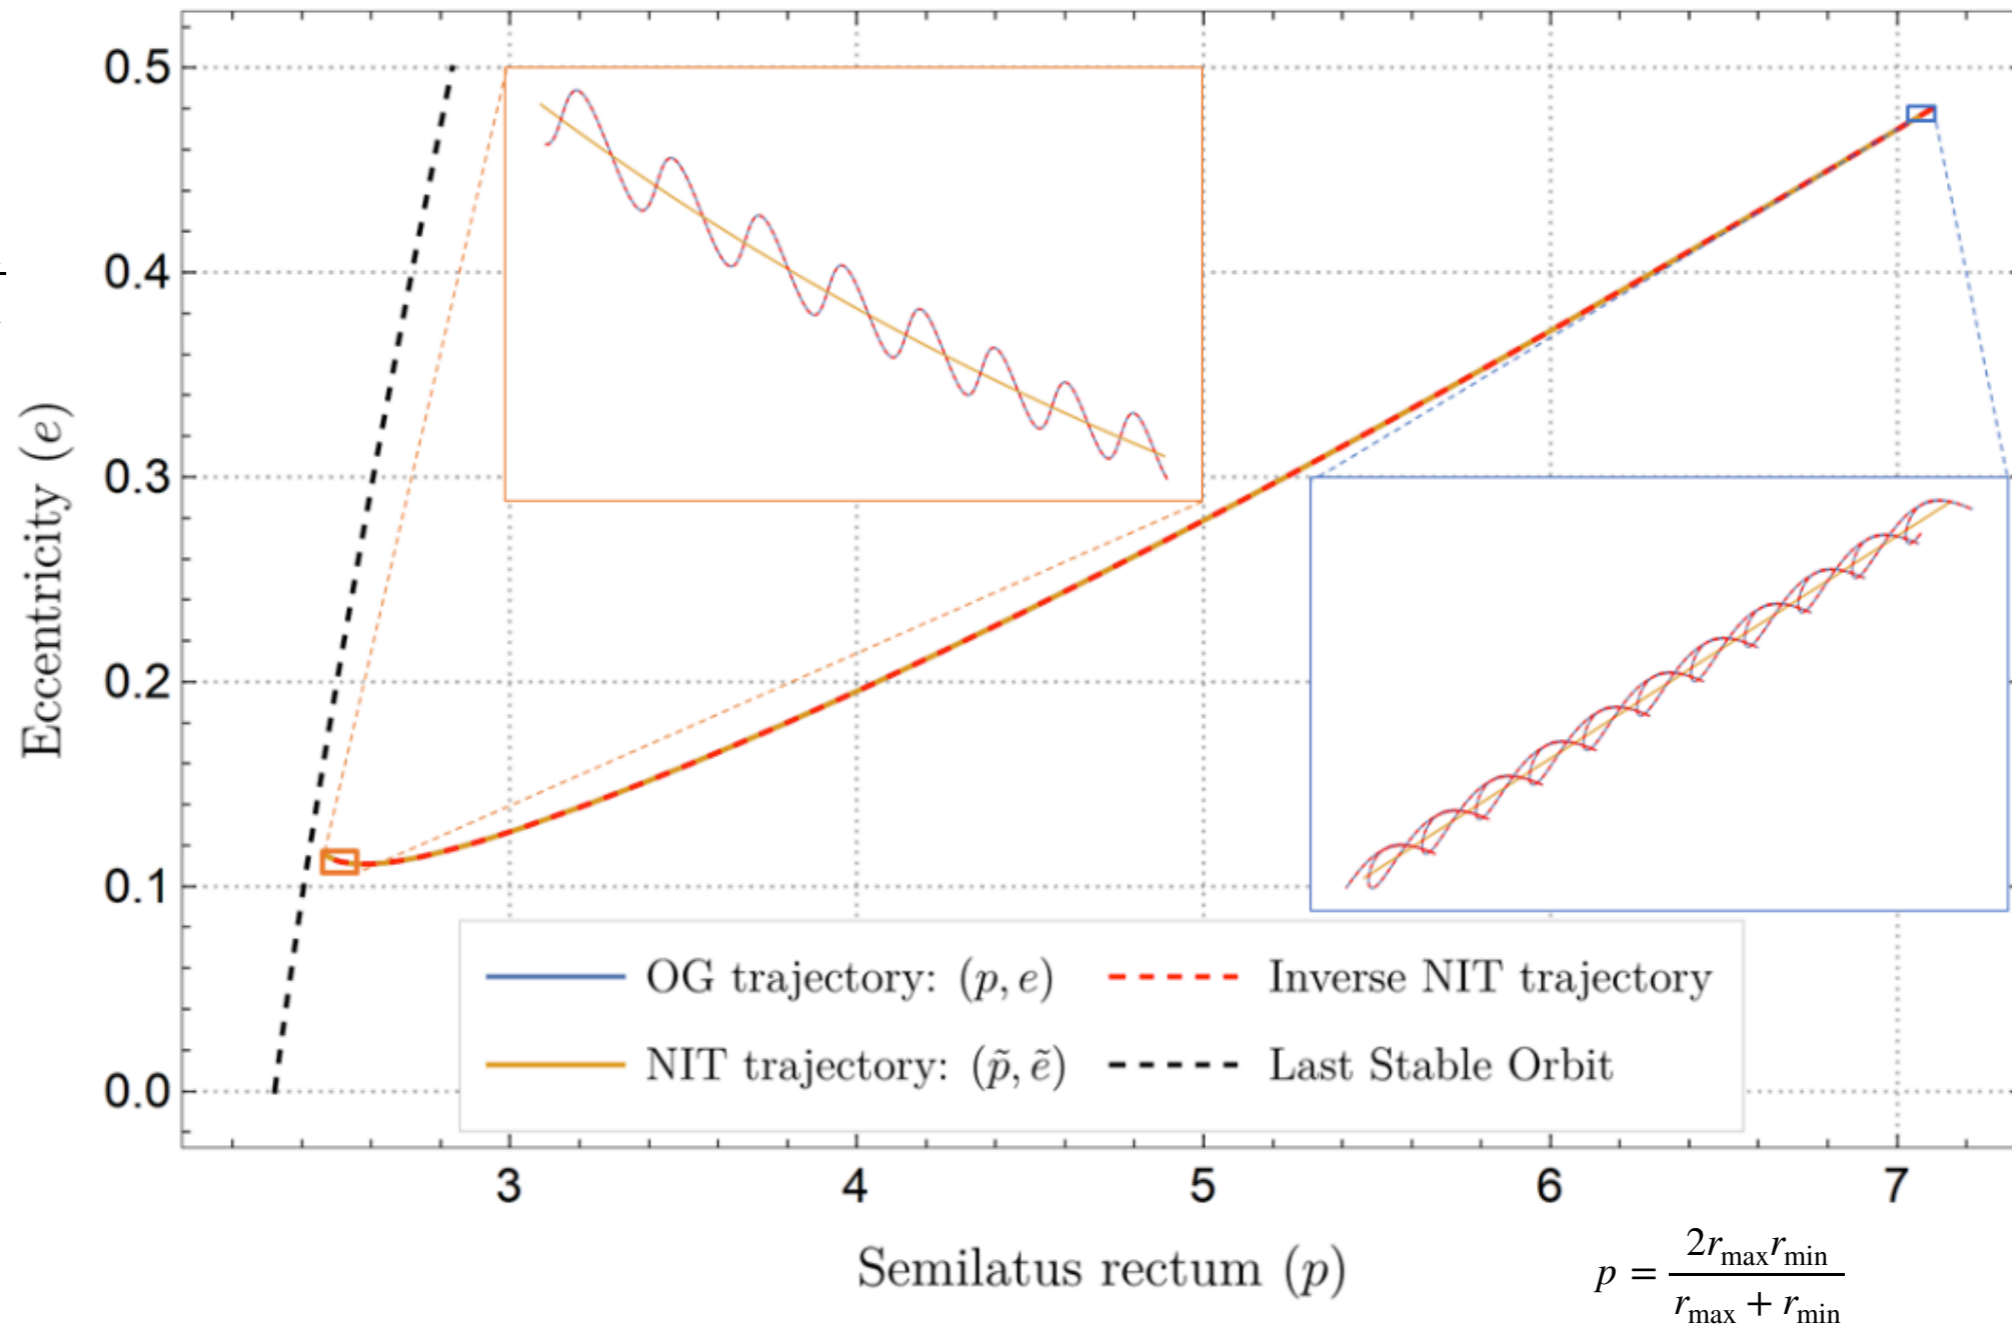 0.5
0.4
0.3
0.2
0.1
0.0
Eccentricity (e)
OG trajectory: (p, e)
Inverse NIT trajectory
NIT trajectory: (p̃, ẽ)
Last Stable Orbit
3 4 5 6 7
Semilatus rectum (p)
p = 2r_max r_min / r_max + r_min